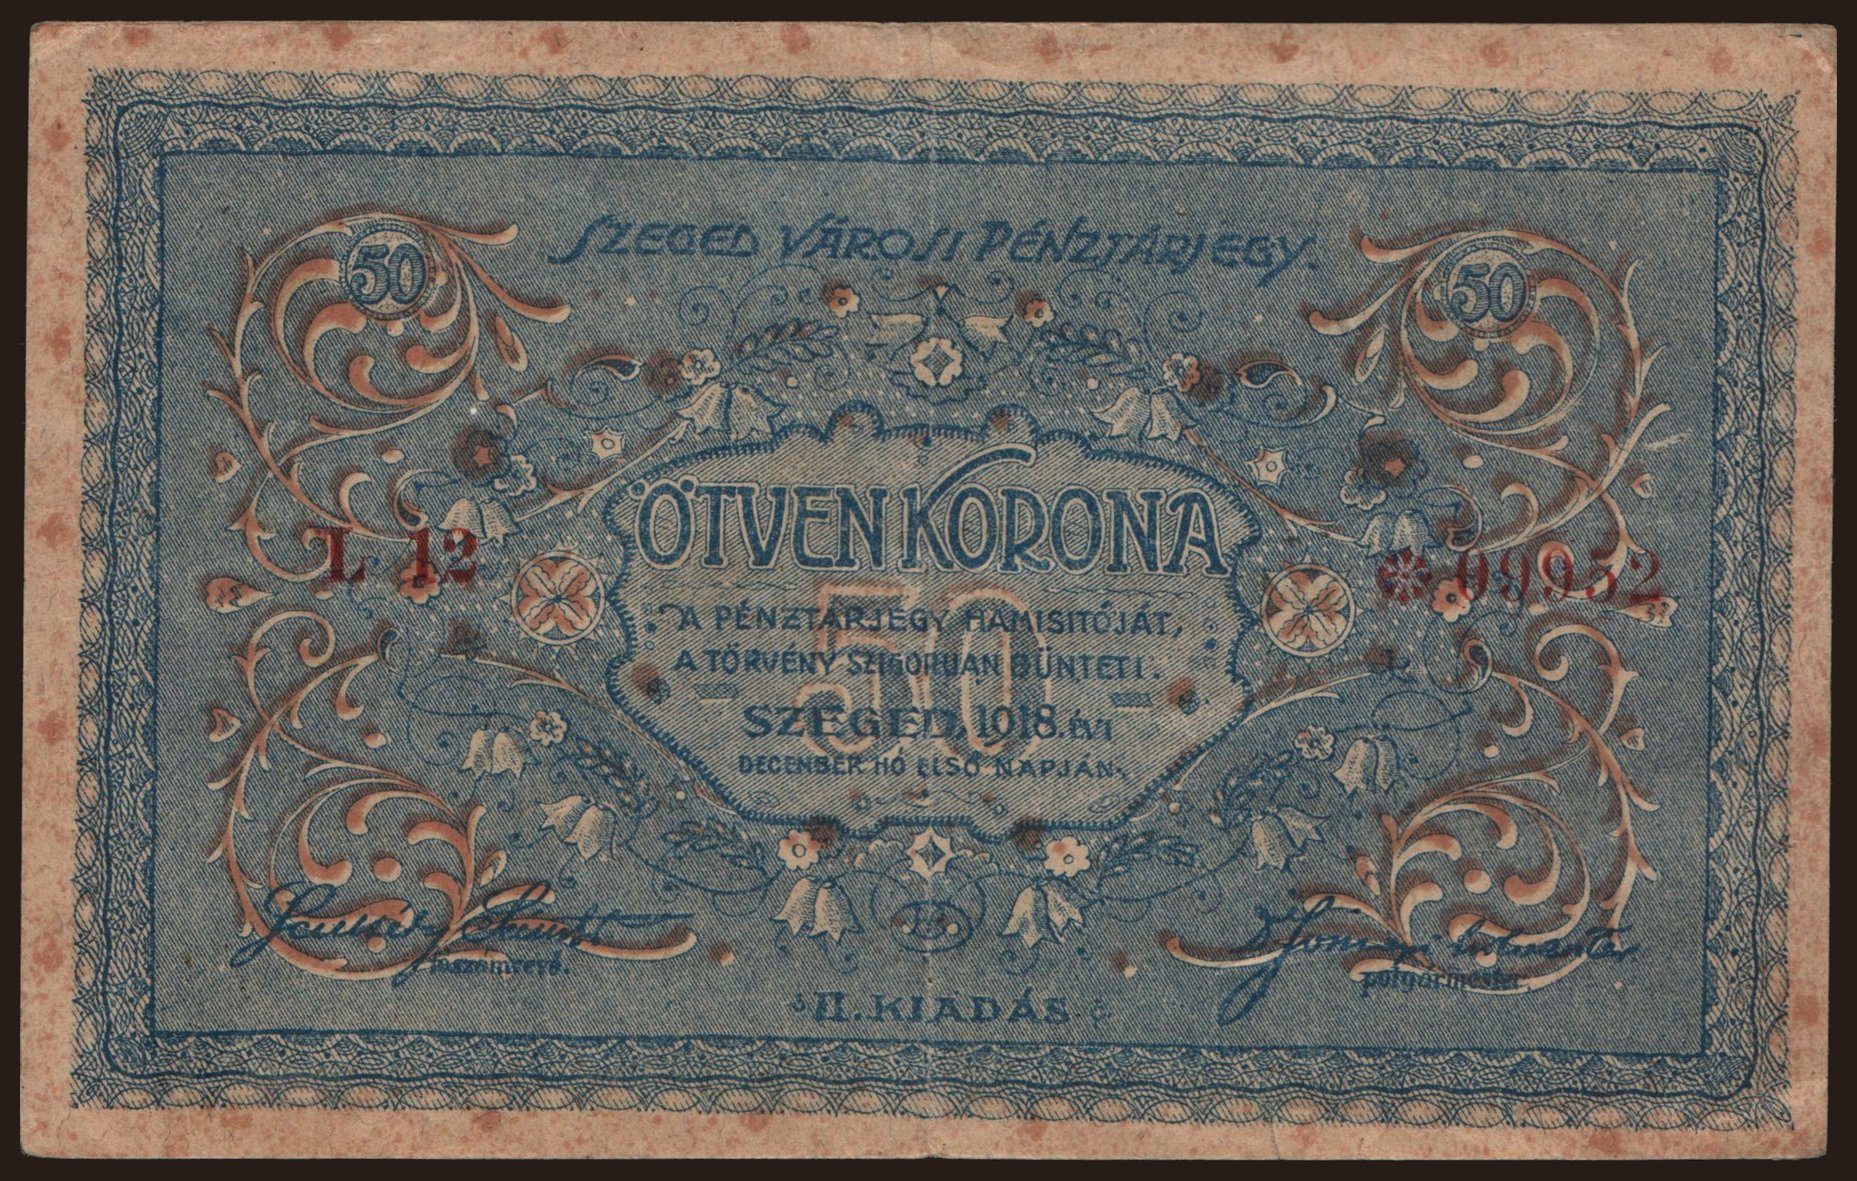 SZEGED VÁROSI PÉNZTÁRJEGY.
50
50
ÖTVEN KORONA
L 12
09952
50
A PÉNZTÁRJEGY HAMISITÓJÁT,
A TÖRVÉNY SZIGORUAN BÜNTETI.
SZEGED, 1918. ÉVI
DECEMBER HÓ ELSŐ NAPJÁN.
főszámvevő.
polgármester.
II. KIADÁS